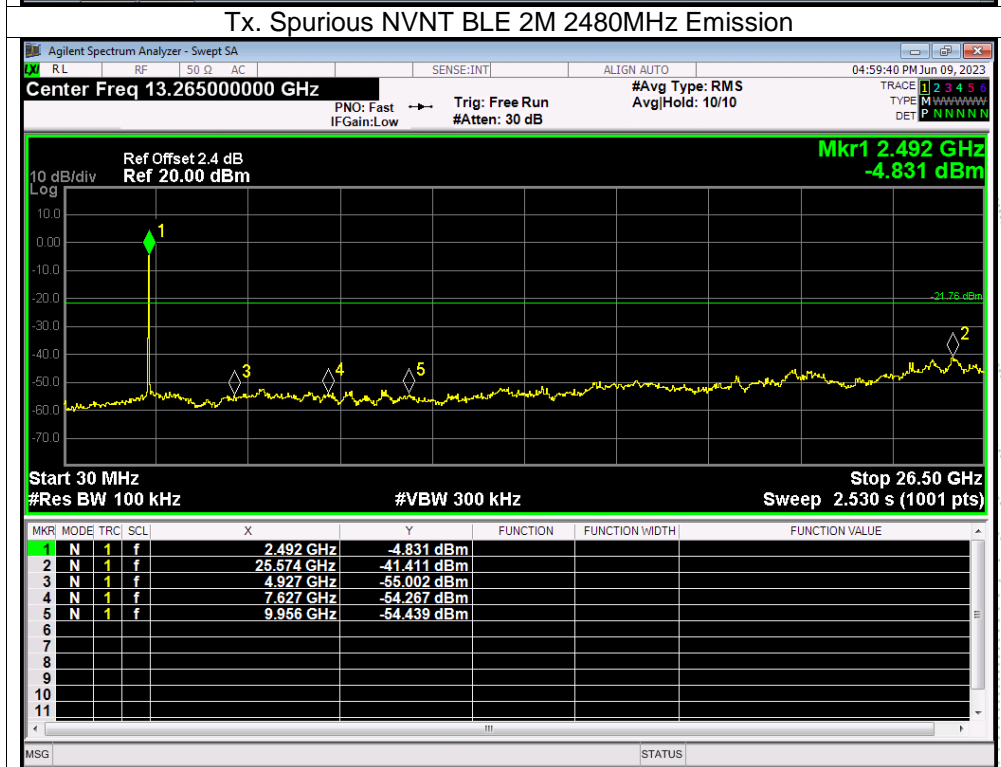 Tx. Spurious NVNT BLE 2M 2480MHz Emission
Agilent Spectrum Analyzer - Swept SA
LXI RL RF 50 Ω AC SENSE:INT ALIGN AUTO 04:59:40 PM Jun 09, 2023
Center Freq 13.265000000 GHz #Avg Type: RMS TRACE 1 2 3 4 5 6
PNO: Fast Trig: Free Run Avg|Hold: 10/10 TYPE M WWWWW
IFGain:Low #Atten: 30 dB DET P N N N N N
Ref Offset 2.4 dB Mkr1 2.492 GHz
10 dB/div Ref 20.00 dBm -4.831 dBm
Log
10.0
1
0.00
-10.0
-20.0 -21.76 dBm
-30.0
2
-40.0
3 4 5
-50.0
-60.0
-70.0
Start 30 MHz Stop 26.50 GHz
#Res BW 100 kHz #VBW 300 kHz Sweep 2.530 s (1001 pts)
MKR MODE TRC SCL X Y FUNCTION FUNCTION WIDTH FUNCTION VALUE
1 N 1 f 2.492 GHz -4.831 dBm
2 N 1 f 25.574 GHz -41.411 dBm
3 N 1 f 4.927 GHz -55.002 dBm
4 N 1 f 7.627 GHz -54.267 dBm
5 N 1 f 9.956 GHz -54.439 dBm
6
7
8
9
10
11
MSG STATUS